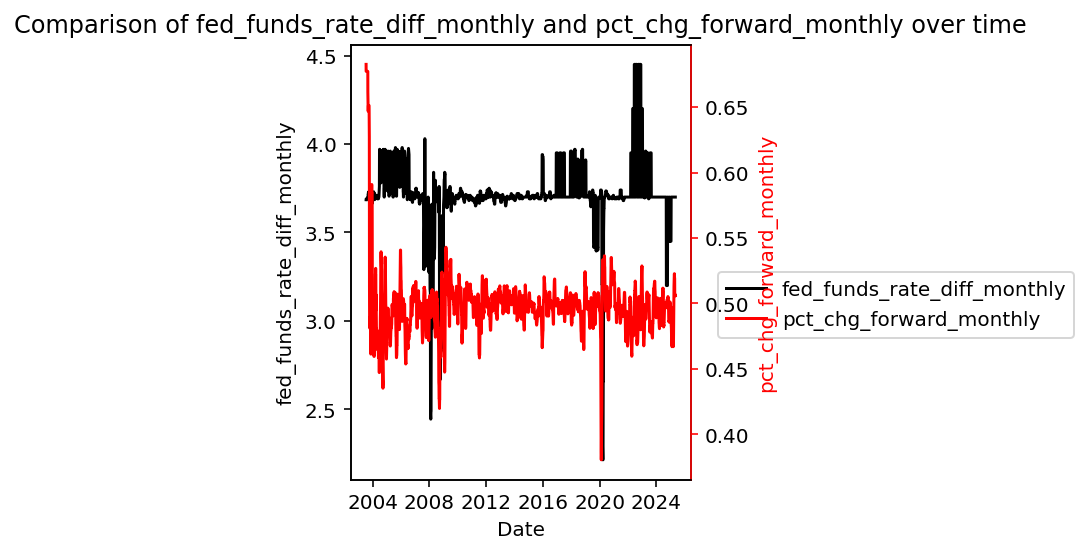 Comparison of fed_funds_rate_diff_monthly and pct_chg_forward_monthly over time
fed_funds_rate_diff_monthly
4.5
4.0
3.5
3.0
2.5
0.65
0.60
0.55
0.50
0.45
0.40
pct_chg_forward_monthly
fed_funds_rate_diff_monthly
pct_chg_forward_monthly
2004 2008 2012 2016 2020 2024
Date